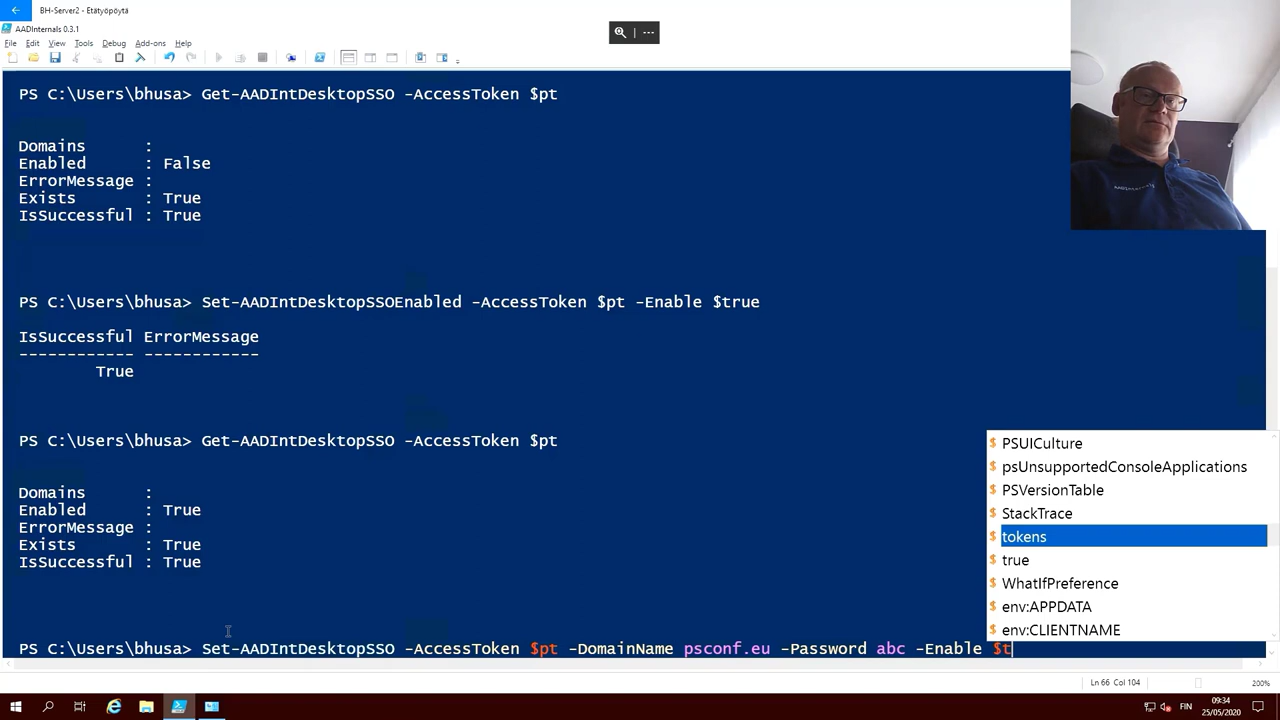 BH-Server2 - Etätyöpöytä
AADInternals 0.3.1
File Edit View Tools Debug Add-ons Help
PS C:\Users\bhusa> Get-AADIntDesktopSSO -AccessToken $pt
Domains :
Enabled : False
ErrorMessage :
Exists : True
IsSuccessful : True
PS C:\Users\bhusa> Set-AADIntDesktopSSOEnabled -AccessToken $pt -Enable $true
IsSuccessful ErrorMessage
------------ ------------
True
PS C:\Users\bhusa> Get-AADIntDesktopSSO -AccessToken $pt
Domains :
Enabled : True
ErrorMessage :
Exists : True
IsSuccessful : True
PS C:\Users\bhusa> Set-AADIntDesktopSSO -AccessToken $pt -DomainName psconf.eu -Password abc -Enable $t
$ PSUICulture
$ psUnsupportedConsoleApplications
$ PSVersionTable
$ StackTrace
$ tokens
$ true
$ WhatIfPreference
$ env:APPDATA
$ env:CLIENTNAME
Ln 66 Col 104
200%
FIN
09:34
25/05/2020